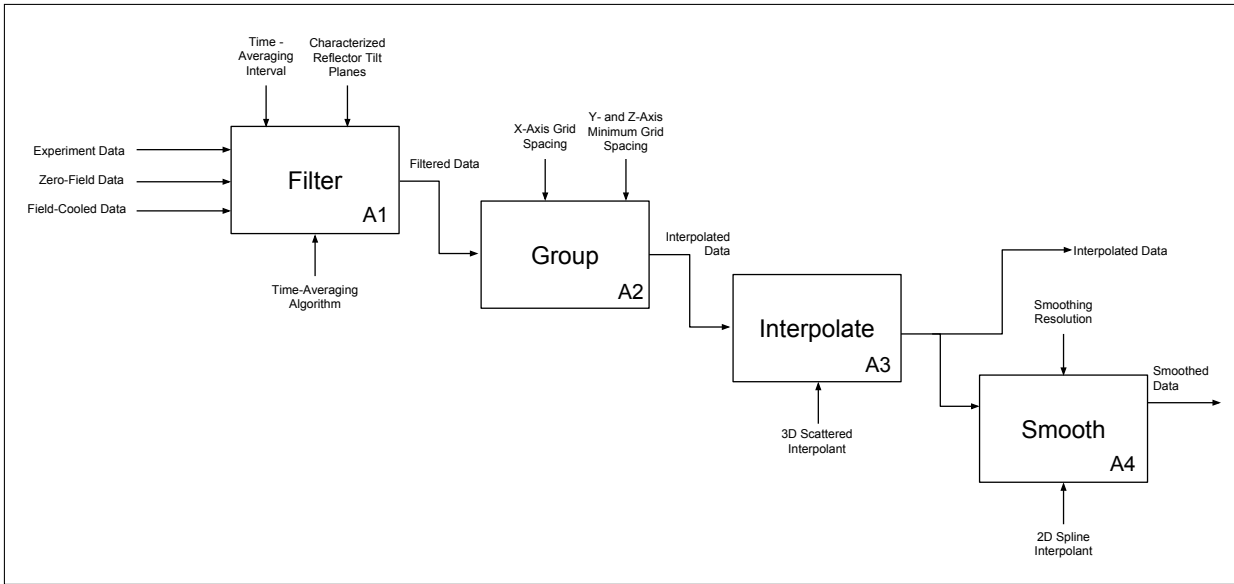 Time -
Averaging
Interval
Characterized
Reflector Tilt
Planes
Experiment Data
Zero-Field Data
Field-Cooled Data
Filter
A1
Time-Averaging
Algorithm
Filtered Data
X-Axis Grid
Spacing
Y- and Z-Axis
Minimum Grid
Spacing
Group
A2
Interpolated
Data
Interpolate
A3
3D Scattered
Interpolant
Interpolated Data
Smoothing
Resolution
Smooth
A4
Smoothed
Data
2D Spline
Interpolant